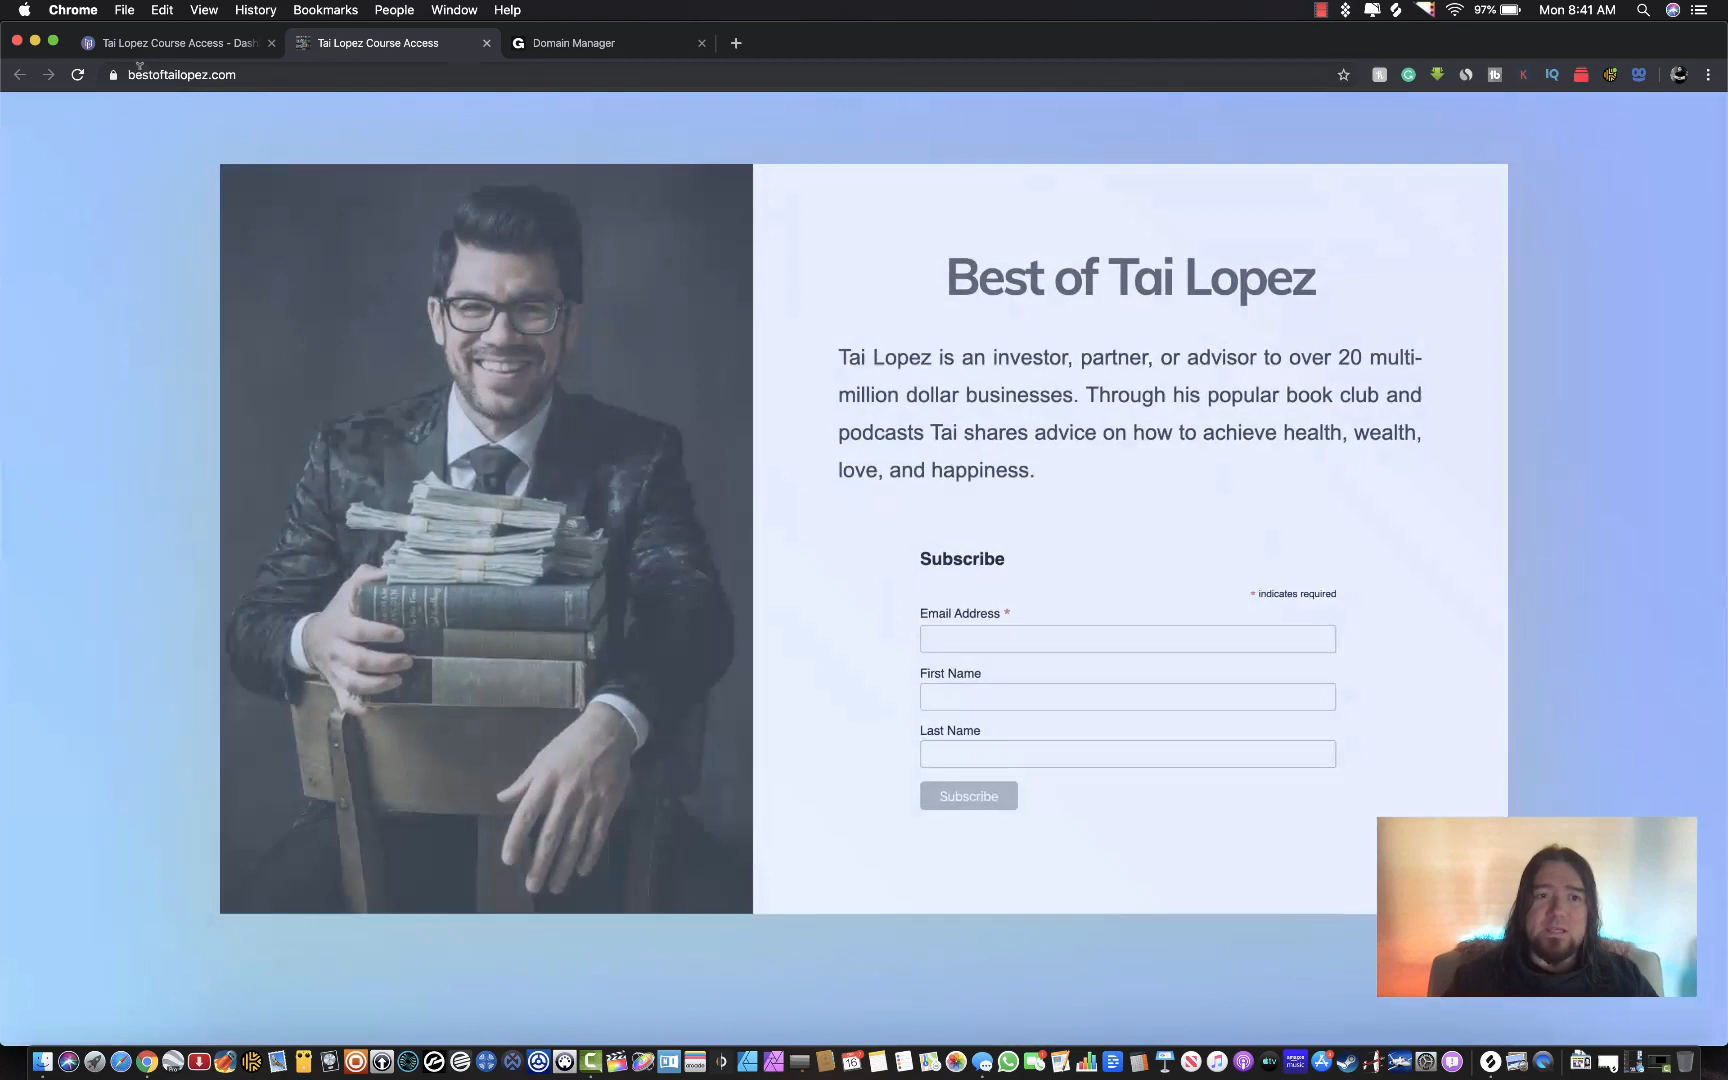 Chrome File Edit View History Bookmarks People Window Help
97% Mon 8:41 AM
Tai Lopez Course Access - Dash
Tai Lopez Course Access
Domain Manager
bestoftailopez.com
Best of Tai Lopez
Tai Lopez is an investor, partner, or advisor to over 20 multi-
million dollar businesses. Through his popular book club and
podcasts Tai shares advice on how to achieve health, wealth,
love, and happiness.
Subscribe
* indicates required
Email Address *
First Name
Last Name
Subscribe